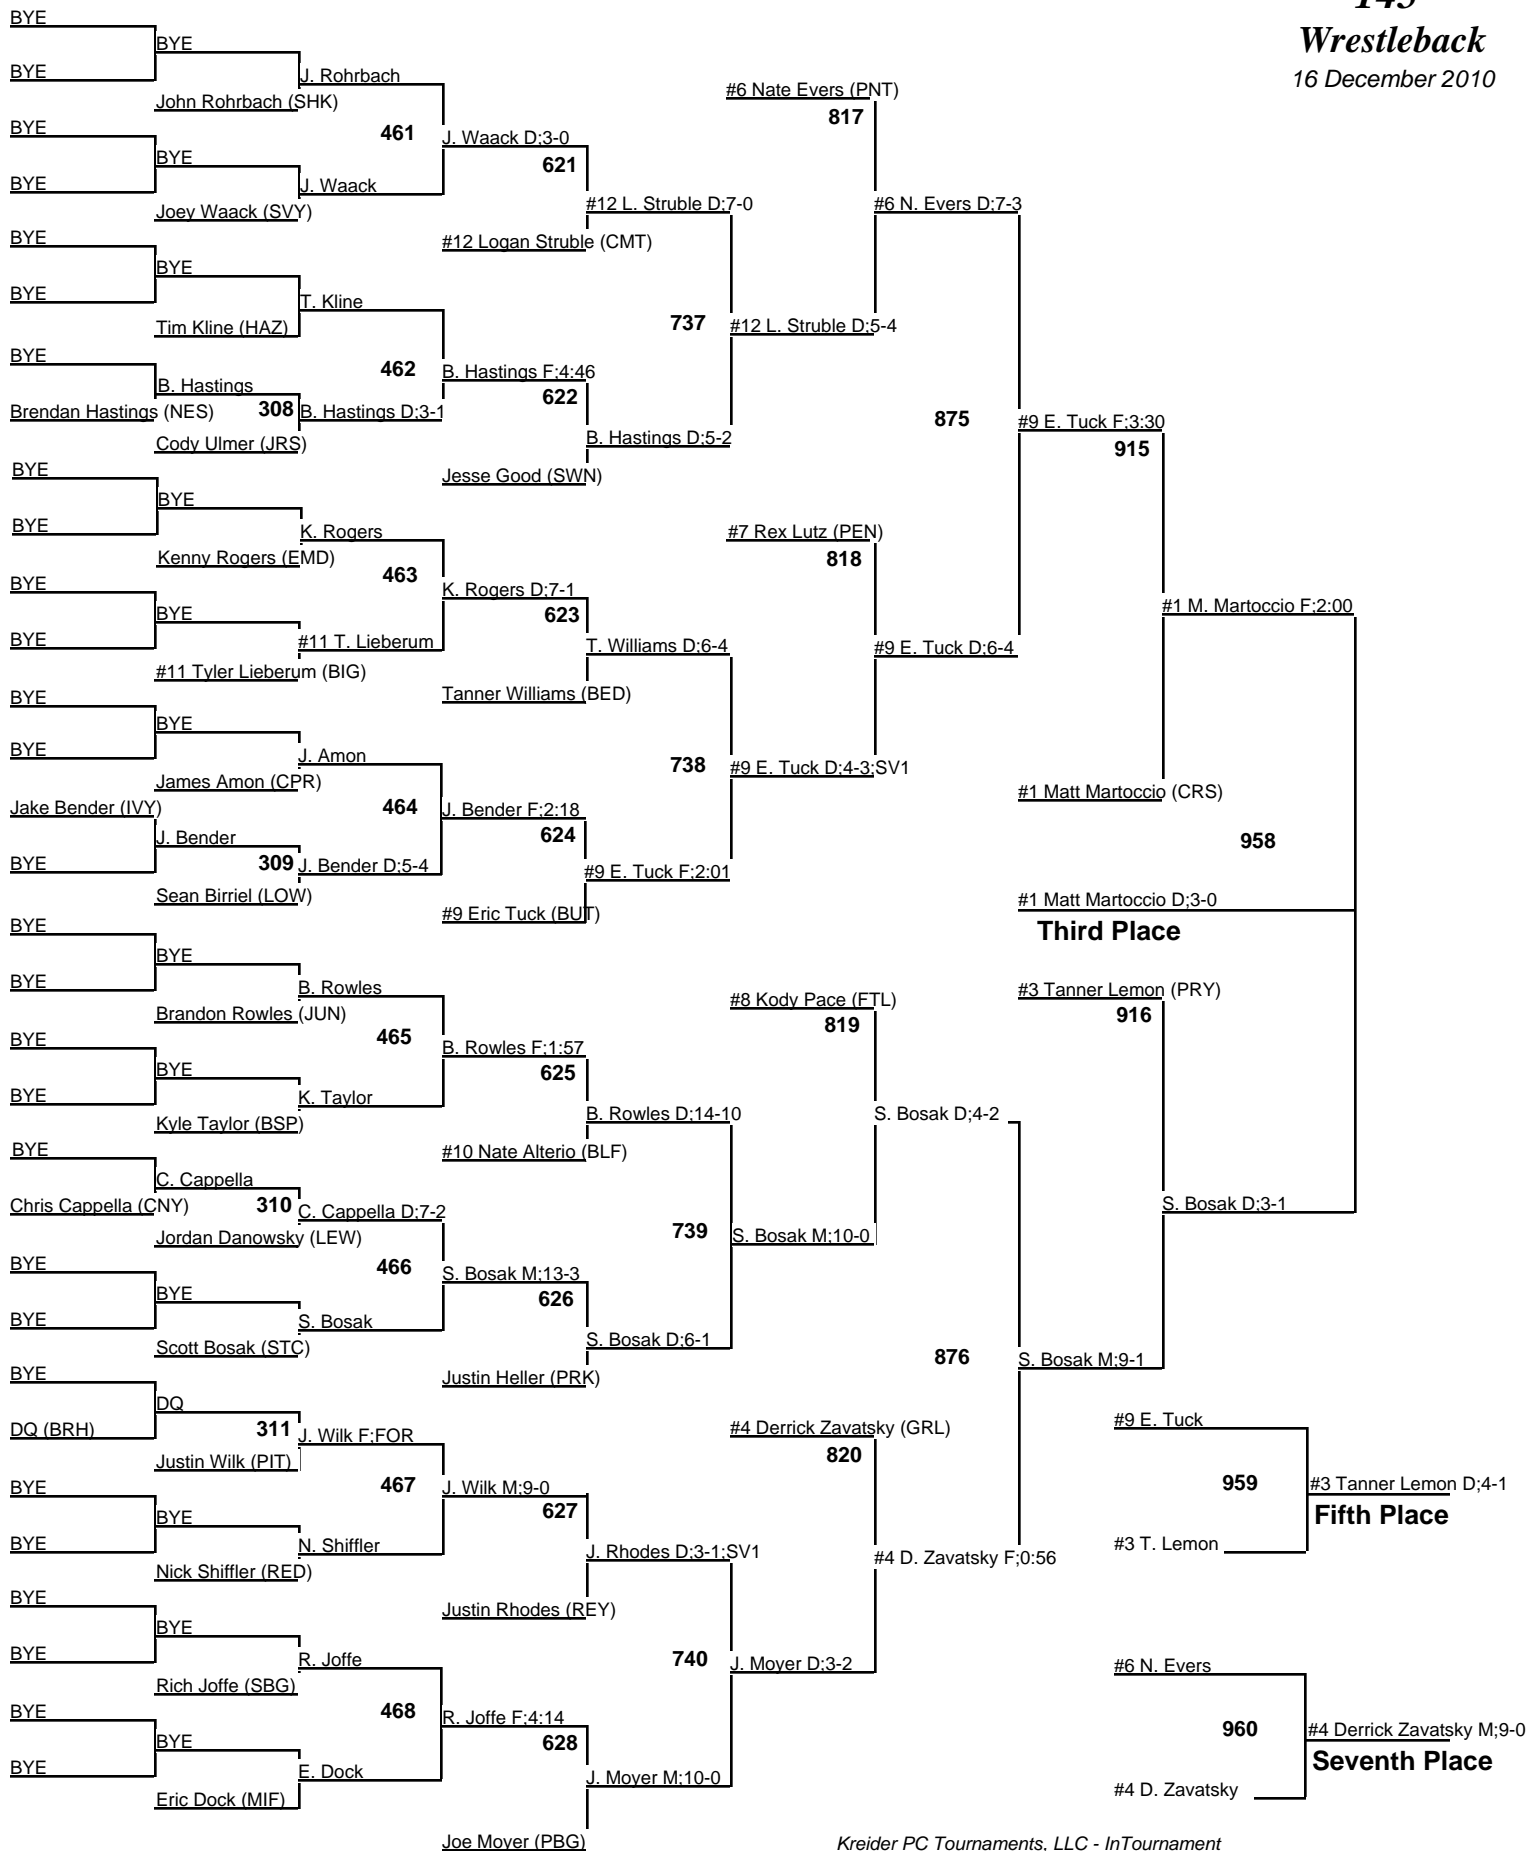 145
Wrestleback
16 December 2010
BYE
BYE
BYE
J. Rohrbach
John Rohrbach (SHK)
461
BYE
BYE
BYE
J. Waack
Joey Waack (SVY)
J. Waack D;3-0
621
#12 L. Struble D;7-0
#12 Logan Struble (CMT)
BYE
BYE
BYE
T. Kline
Tim Kline (HAZ)
462
BYE
B. Hastings
Brendan Hastings (NES)
308
B. Hastings D;3-1
Cody Ulmer (JRS)
B. Hastings F;4:46
622
B. Hastings D;5-2
Jesse Good (SWN)
737
#12 L. Struble D;5-4
#6 Nate Evers (PNT)
817
#6 N. Evers D;7-3
BYE
BYE
BYE
K. Rogers
Kenny Rogers (EMD)
463
BYE
BYE
BYE
#11 T. Lieberum
#11 Tyler Lieberum (BIG)
K. Rogers D;7-1
623
T. Williams D;6-4
Tanner Williams (BED)
BYE
BYE
BYE
J. Amon
James Amon (CPR)
464
Jake Bender (IVY)
J. Bender
BYE
309
J. Bender D;5-4
Sean Birriel (LOW)
J. Bender F;2:18
624
#9 E. Tuck F;2:01
#9 Eric Tuck (BUT)
738
#9 E. Tuck D;4-3;SV1
#7 Rex Lutz (PEN)
818
#9 E. Tuck D;6-4
875
#9 E. Tuck F;3:30
915
#1 M. Martoccio F;2:00
#1 Matt Martoccio (CRS)
958
#1 Matt Martoccio D;3-0
Third Place
BYE
BYE
BYE
B. Rowles
Brandon Rowles (JUN)
465
BYE
BYE
BYE
K. Taylor
Kyle Taylor (BSP)
B. Rowles F;1:57
625
B. Rowles D;14-10
#10 Nate Alterio (BLF)
BYE
C. Cappella
Chris Cappella (CNY)
310
C. Cappella D;7-2
Jordan Danowsky (LEW)
466
BYE
BYE
BYE
S. Bosak
Scott Bosak (STC)
S. Bosak M;13-3
626
S. Bosak D;6-1
Justin Heller (PRK)
739
S. Bosak M;10-0
#8 Kody Pace (FTL)
819
S. Bosak D;4-2
BYE
DQ
DQ (BRH)
311
J. Wilk F;FOR
Justin Wilk (PIT)
467
BYE
BYE
BYE
N. Shiffler
Nick Shiffler (RED)
J. Wilk M;9-0
627
J. Rhodes D;3-1;SV1
Justin Rhodes (REY)
BYE
BYE
BYE
R. Joffe
Rich Joffe (SBG)
468
BYE
BYE
BYE
E. Dock
Eric Dock (MIF)
R. Joffe F;4:14
628
J. Moyer M;10-0
Joe Moyer (PBG)
740
J. Moyer D;3-2
#4 Derrick Zavatsky (GRL)
820
#4 D. Zavatsky F;0:56
876
S. Bosak M;9-1
#3 Tanner Lemon (PRY)
916
S. Bosak D;3-1
#9 E. Tuck
959
#3 Tanner Lemon D;4-1
Fifth Place
#3 T. Lemon
#6 N. Evers
960
#4 Derrick Zavatsky M;9-0
Seventh Place
#4 D. Zavatsky
Kreider PC Tournaments, LLC - InTournament